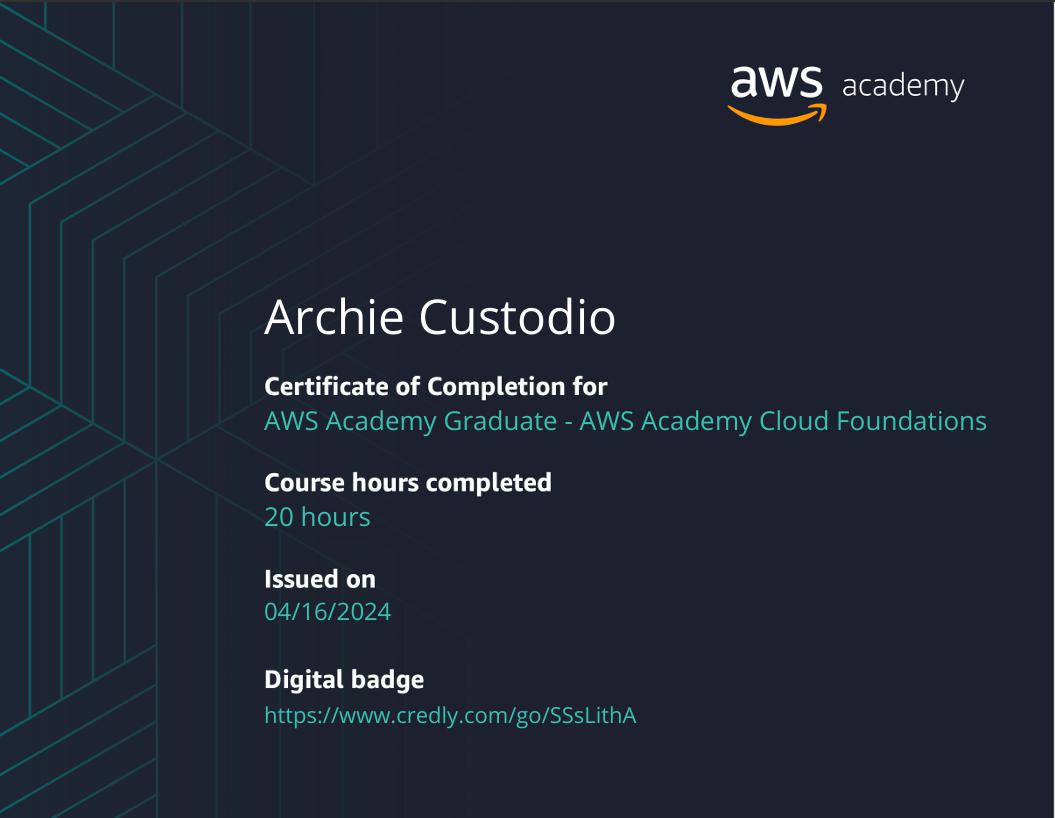 aws academy
Archie Custodio
Certificate of Completion for
AWS Academy Graduate - AWS Academy Cloud Foundations
Course hours completed
20 hours
Issued on
04/16/2024
Digital badge
https://www.credly.com/go/SSsLithA